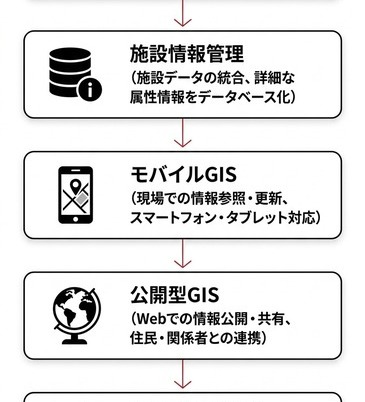 施設情報管理
（施設データの統合、詳細な
属性情報をデータベース化）
モバイルGIS
（現場での情報参照・更新、
スマートフォン・タブレット対応）
公開型GIS
（Webでの情報公開・共有、
住民・関係者との連携）